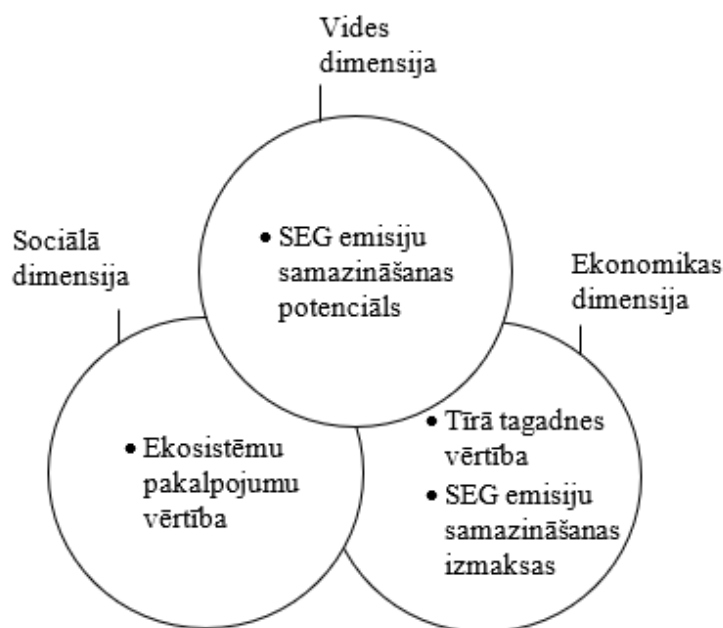 Vides
dimensija
• SEG emisiju
samazināšanas
potenciāls
Sociālā
dimensija
Ekonomikas
dimensija
• Ekosistēmu
pakalpojumu
vērtība
• Tīrā tagadnes
vērtība
• SEG emisiju
samazināšanas
izmaksas